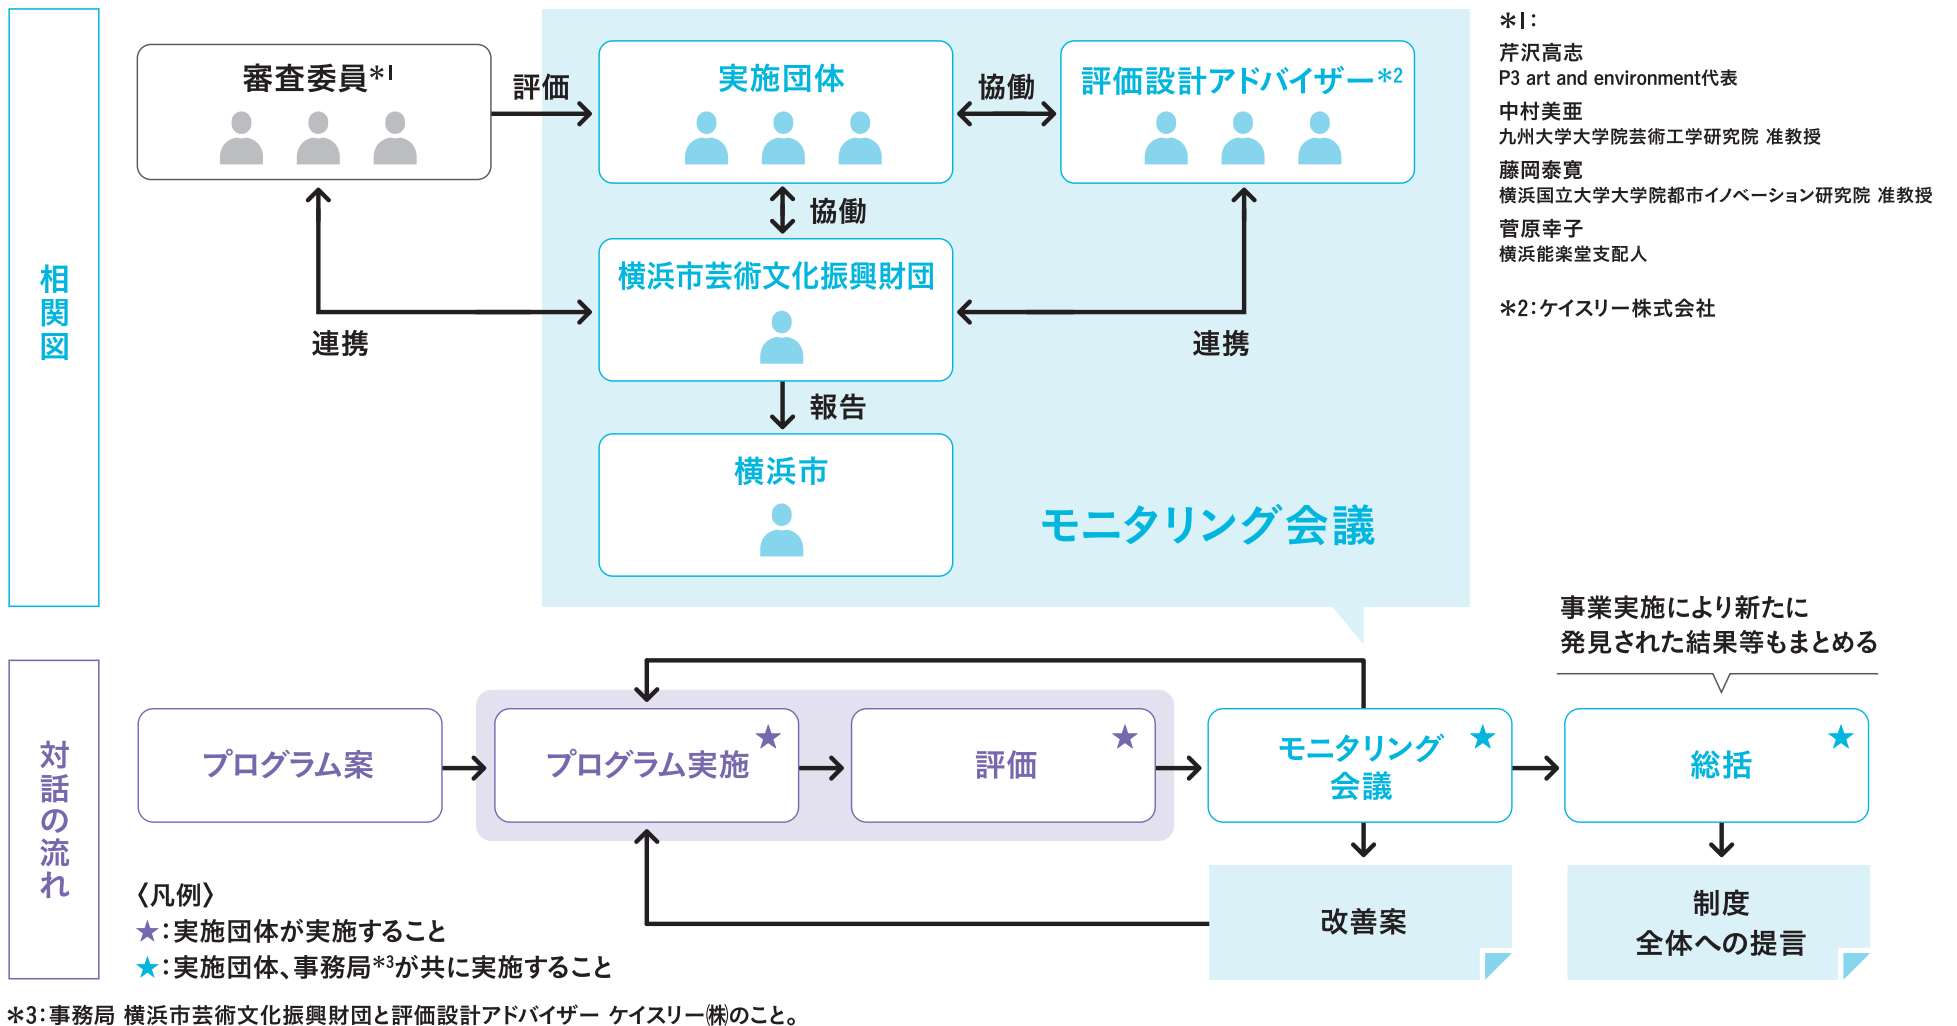 相関図
審査委員*1
評価
実施団体
協働
評価設計アドバイザー*2
協働
横浜市芸術文化振興財団
連携
連携
報告
横浜市
モニタリング会議
*1:
芹沢高志
P3 art and environment代表
中村美亜
九州大学大学院芸術工学研究院 准教授
藤岡泰寛
横浜国立大学大学院都市イノベーション研究院 准教授
菅原幸子
横浜能楽堂支配人
*2:ケイスリー株式会社
対話の流れ
事業実施により新たに
発見された結果等もまとめる
プログラム案
プログラム実施
★
評価
★
モニタリング
会議
★
総括
★
改善案
制度
全体への提言
〈凡例〉
★:実施団体が実施すること
★:実施団体、事務局*3が共に実施すること
*3:事務局 横浜市芸術文化振興財団と評価設計アドバイザー ケイスリー㈱のこと。